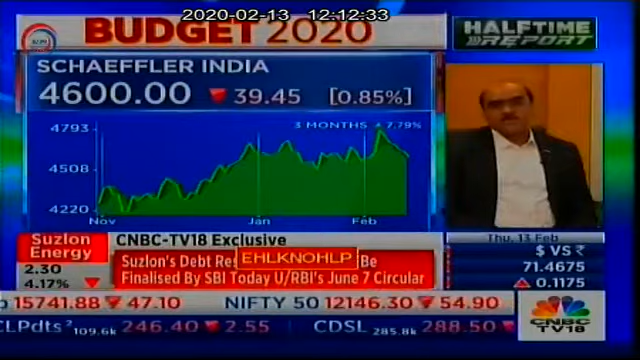 2020-02-13 12:12:33
BUDGET 2020
HALFTIME
REPORT
SCHAEFFLER INDIA
4600.00 ▼ 39.45 [0.85%]
3 MONTHS ▲ 7.79%
4793
4508
4220
Nov Jan Feb
Thu, 13 Feb
$ VS ₹
71.4675
▲ 0.1175
Suzlon
Energy
2.30
4.17% ▼
CNBC-TV18 Exclusive
Suzlon's Debt Be
EHLKNOHLP
Finalised By SBI Today U/RBI's June 7 Circular
15741.88 ▼ 47.10 NIFTY 50 12146.30 ▼ 54.90
CLPdts 109.6k 246.40 ▼ 2.55 CDSL 285.8k 288.50 ▼
CNBC
TV18